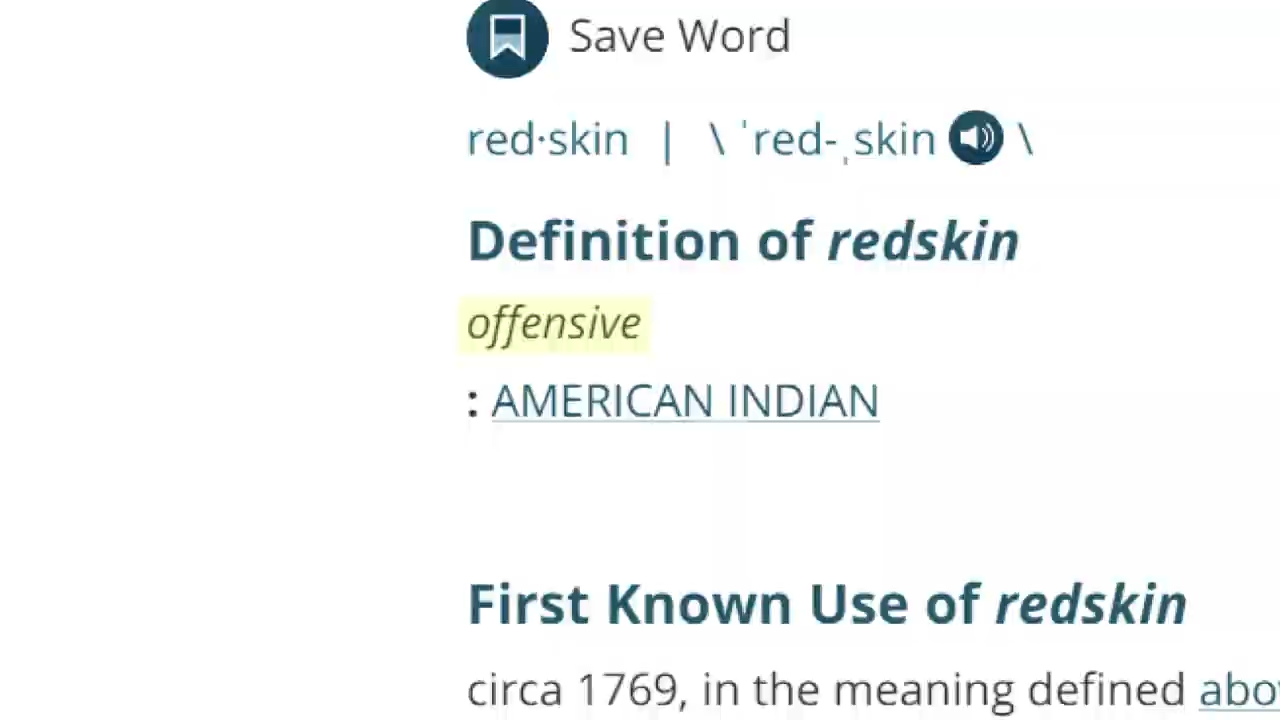 Save Word
red·skin | \ ˈred-ˌskin \
Definition of redskin
offensive
: AMERICAN INDIAN
First Known Use of redskin
circa 1769, in the meaning defined